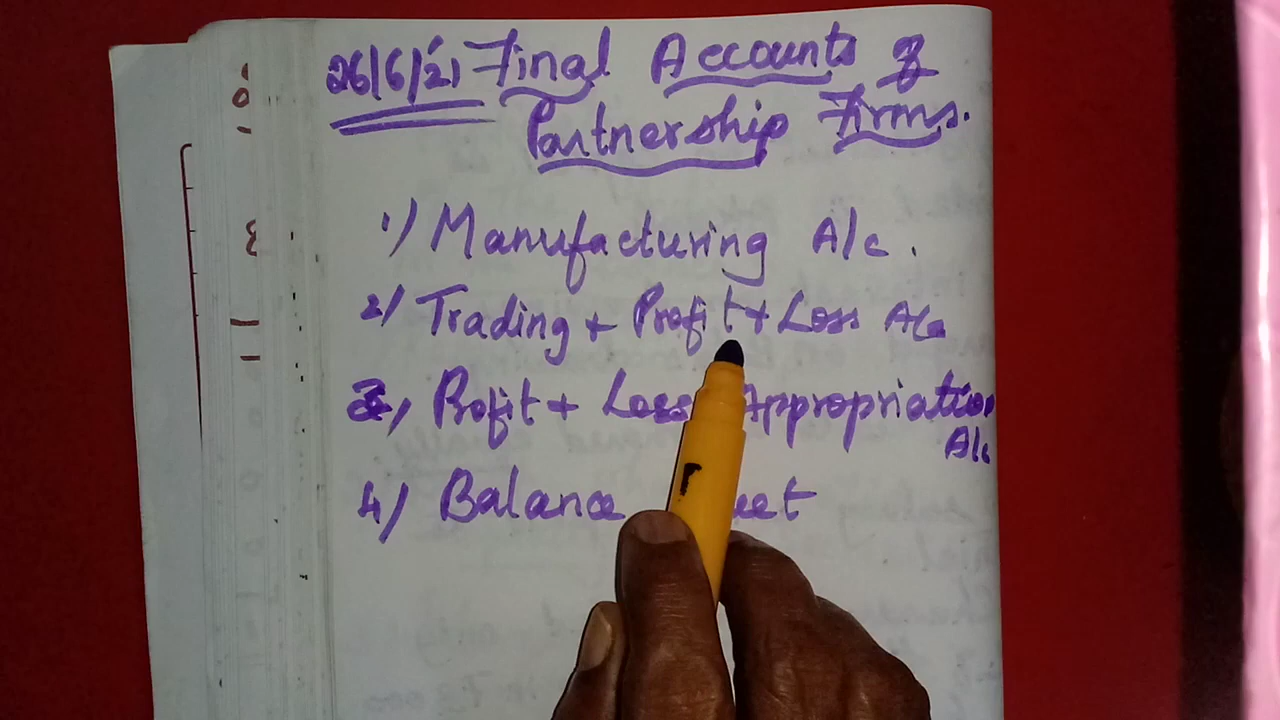 26/6/21 Final Accounts of
Partnership Firms.
1) Manufacturing A/c.
2) Trading + Profit + Loss A/c
3) Profit + Loss Appropriation
A/c
4) Balance